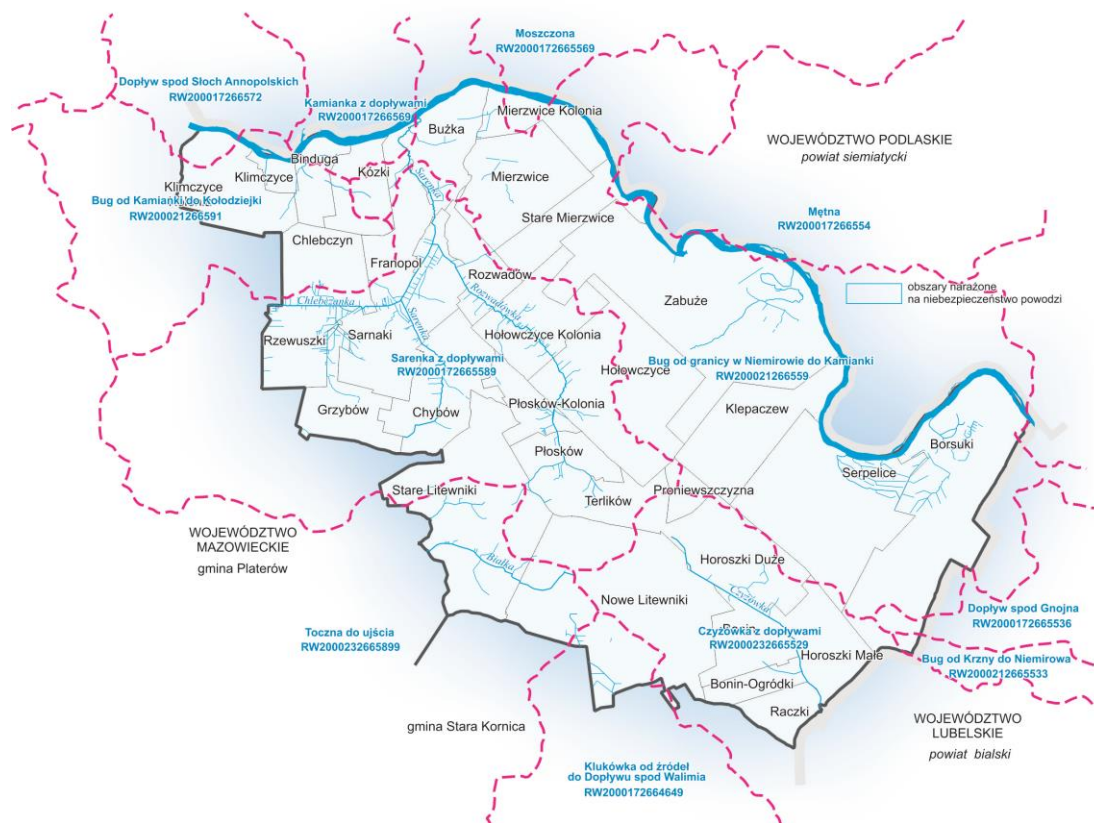 Moszczona
RW2000172665569
Dopływ spod Słoch Annopolskich
RW200017266572
Kamianka z dopływami
RW200017266569
Mierzwice Kolonia
Bużka
WOJEWÓDZTWO PODLASKIE
powiat siemiatycki
Binduga
Klimczyce
Kózki
Sarenka
Mierzwice
Klimczyce
Bug od Kamianki do Kołodziejki
RW200021266591
Stare Mierzwice
Mętna
RW200017266554
Chlebczyn
Franopol
Rozwadów
obszary narażone
na niebezpieczeństwo powodzi
Chlebczanka
Rozwadówka
Zabuże
Sarenka
Rzewuszki
Sarnaki
Hołowczyce Kolonia
Sarenka z dopływami
RW2000172665589
Hołowczyce
Bug od granicy w Niemirowie do Kamianki
RW200021266559
Grzybów
Chybów
Płosków-Kolonia
Klepaczew
Borsuki
Płosków
Serpelice
Stare Litewniki
Terlików
Proniewszczyzna
WOJEWÓDZTWO
MAZOWIECKIE
gmina Platerów
Białka
Horoszki Duże
Czyżówka
Nowe Litewniki
Dopływ spod Gnojna
RW2000172665536
Toczna do ujścia
RW2000232665899
Czyżówka z dopływami
RW2000232665529
Horoszki Małe
Bug od Krzny do Niemirowa
RW2000212665533
Bonin-Ogródki
Raczki
gmina Stara Kornica
WOJEWÓDZTWO
LUBELSKIE
powiat bialski
Klukówka od źródeł
do Dopływu spod Walimia
RW2000172664649